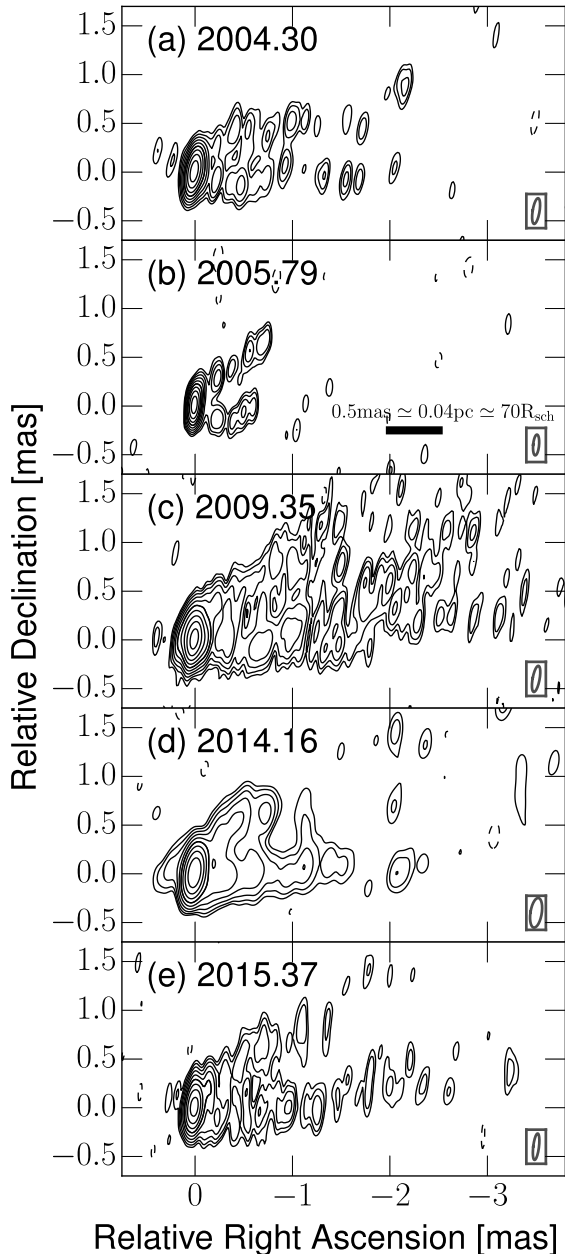 Relative Declination [mas]
(a) 2004.30
1.5
1.0
0.5
0.0
−0.5
(b) 2005.79
1.5
1.0
0.5
0.0
−0.5
0.5mas ≃ 0.04pc ≃ 70R_sch
(c) 2009.35
1.5
1.0
0.5
0.0
−0.5
(d) 2014.16
1.5
1.0
0.5
0.0
−0.5
(e) 2015.37
1.5
1.0
0.5
0.0
−0.5
0 −1 −2 −3
Relative Right Ascension [mas]